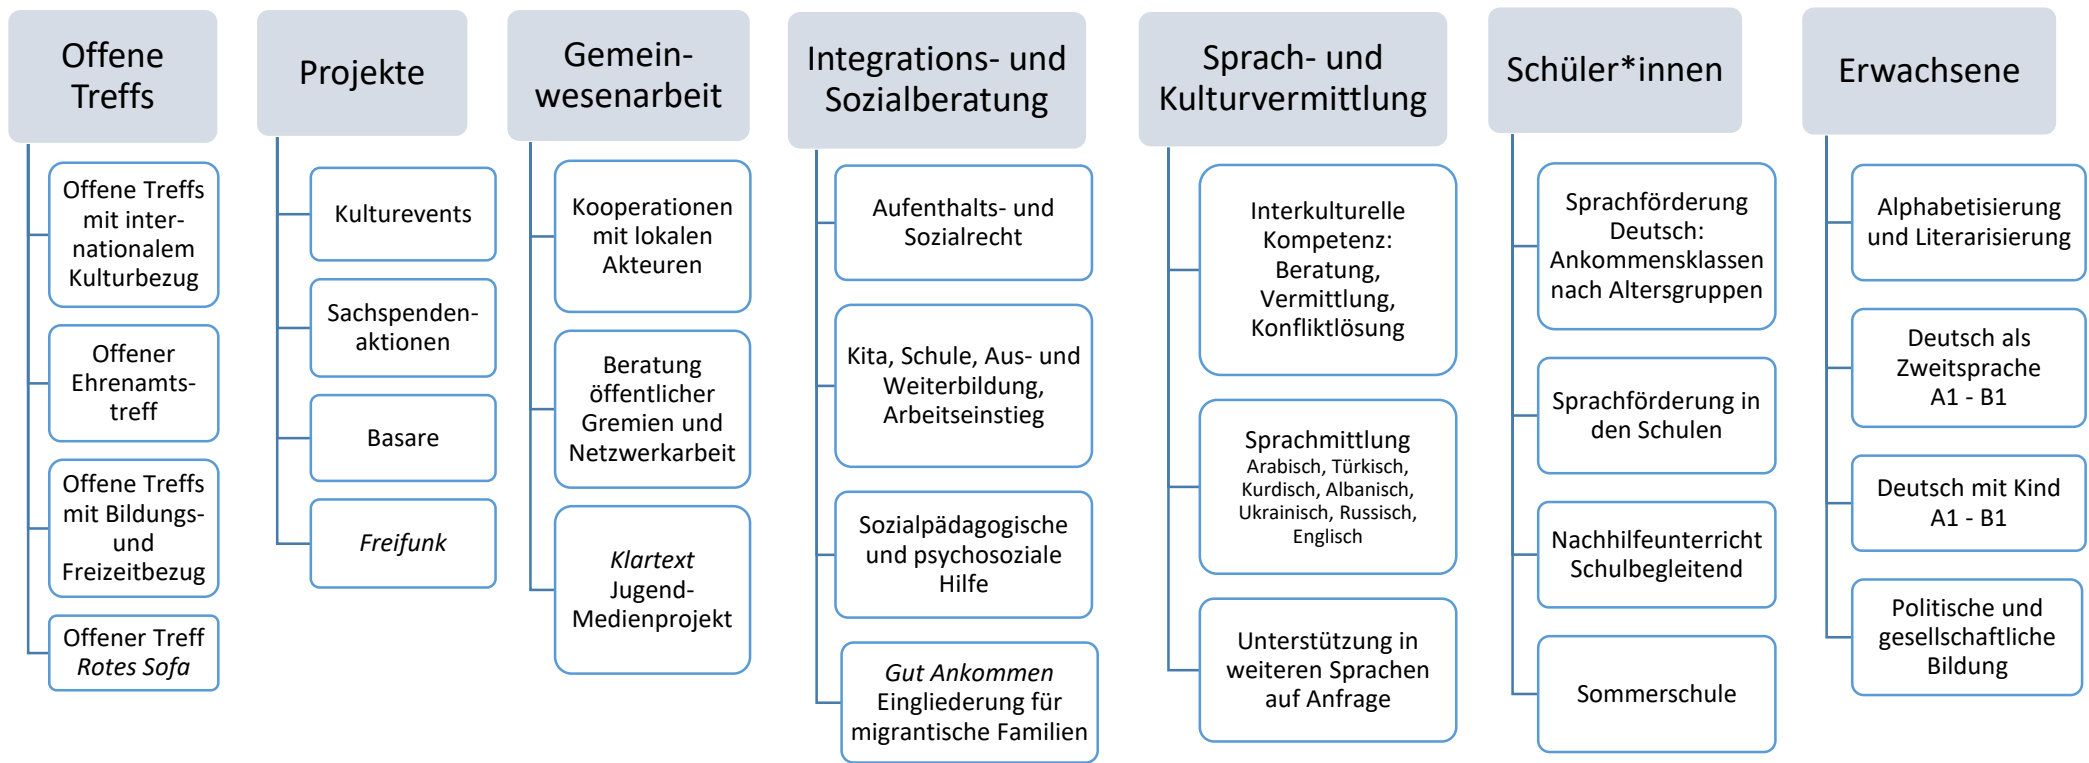 Offene
Treffs
Offene Treffs
mit inter-
nationalem
Kulturbezug
Offener
Ehrenamts-
treff
Offene Treffs
mit Bildungs-
und
Freizeitbezug
Offener Treff
Rotes Sofa
Projekte
Kulturevents
Sachspenden-
aktionen
Basare
Freifunk
Gemein-
wesenarbeit
Kooperationen
mit lokalen
Akteuren
Beratung
öffentlicher
Gremien und
Netzwerkarbeit
Klartext
Jugend-
Medienprojekt
Integrations- und
Sozialberatung
Aufenthalts- und
Sozialrecht
Kita, Schule, Aus- und
Weiterbildung,
Arbeitseinstieg
Sozialpädagogische
und psychosoziale
Hilfe
Gut Ankommen
Eingliederung für
migrantische Familien
Sprach- und
Kulturvermittlung
Interkulturelle
Kompetenz:
Beratung,
Vermittlung,
Konfliktlösung
Sprachmittlung
Arabisch, Türkisch,
Kurdisch, Albanisch,
Ukrainisch, Russisch,
Englisch
Unterstützung in
weiteren Sprachen
auf Anfrage
Schüler*innen
Sprachförderung
Deutsch:
Ankommensklassen
nach Altersgruppen
Sprachförderung in
den Schulen
Nachhilfeunterricht
Schulbegleitend
Sommerschule
Erwachsene
Alphabetisierung
und Literarisierung
Deutsch als
Zweitsprache
A1 - B1
Deutsch mit Kind
A1 - B1
Politische und
gesellschaftliche
Bildung